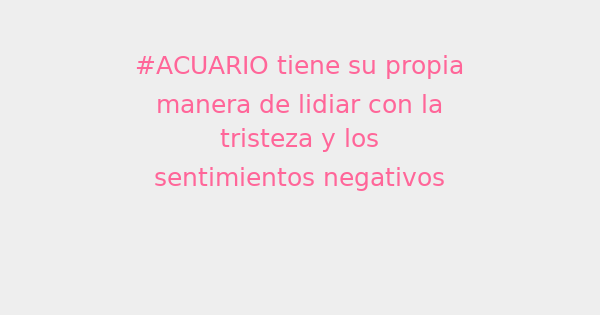 #ACUARIO tiene su propia
manera de lidiar con la
tristeza y los
sentimientos negativos